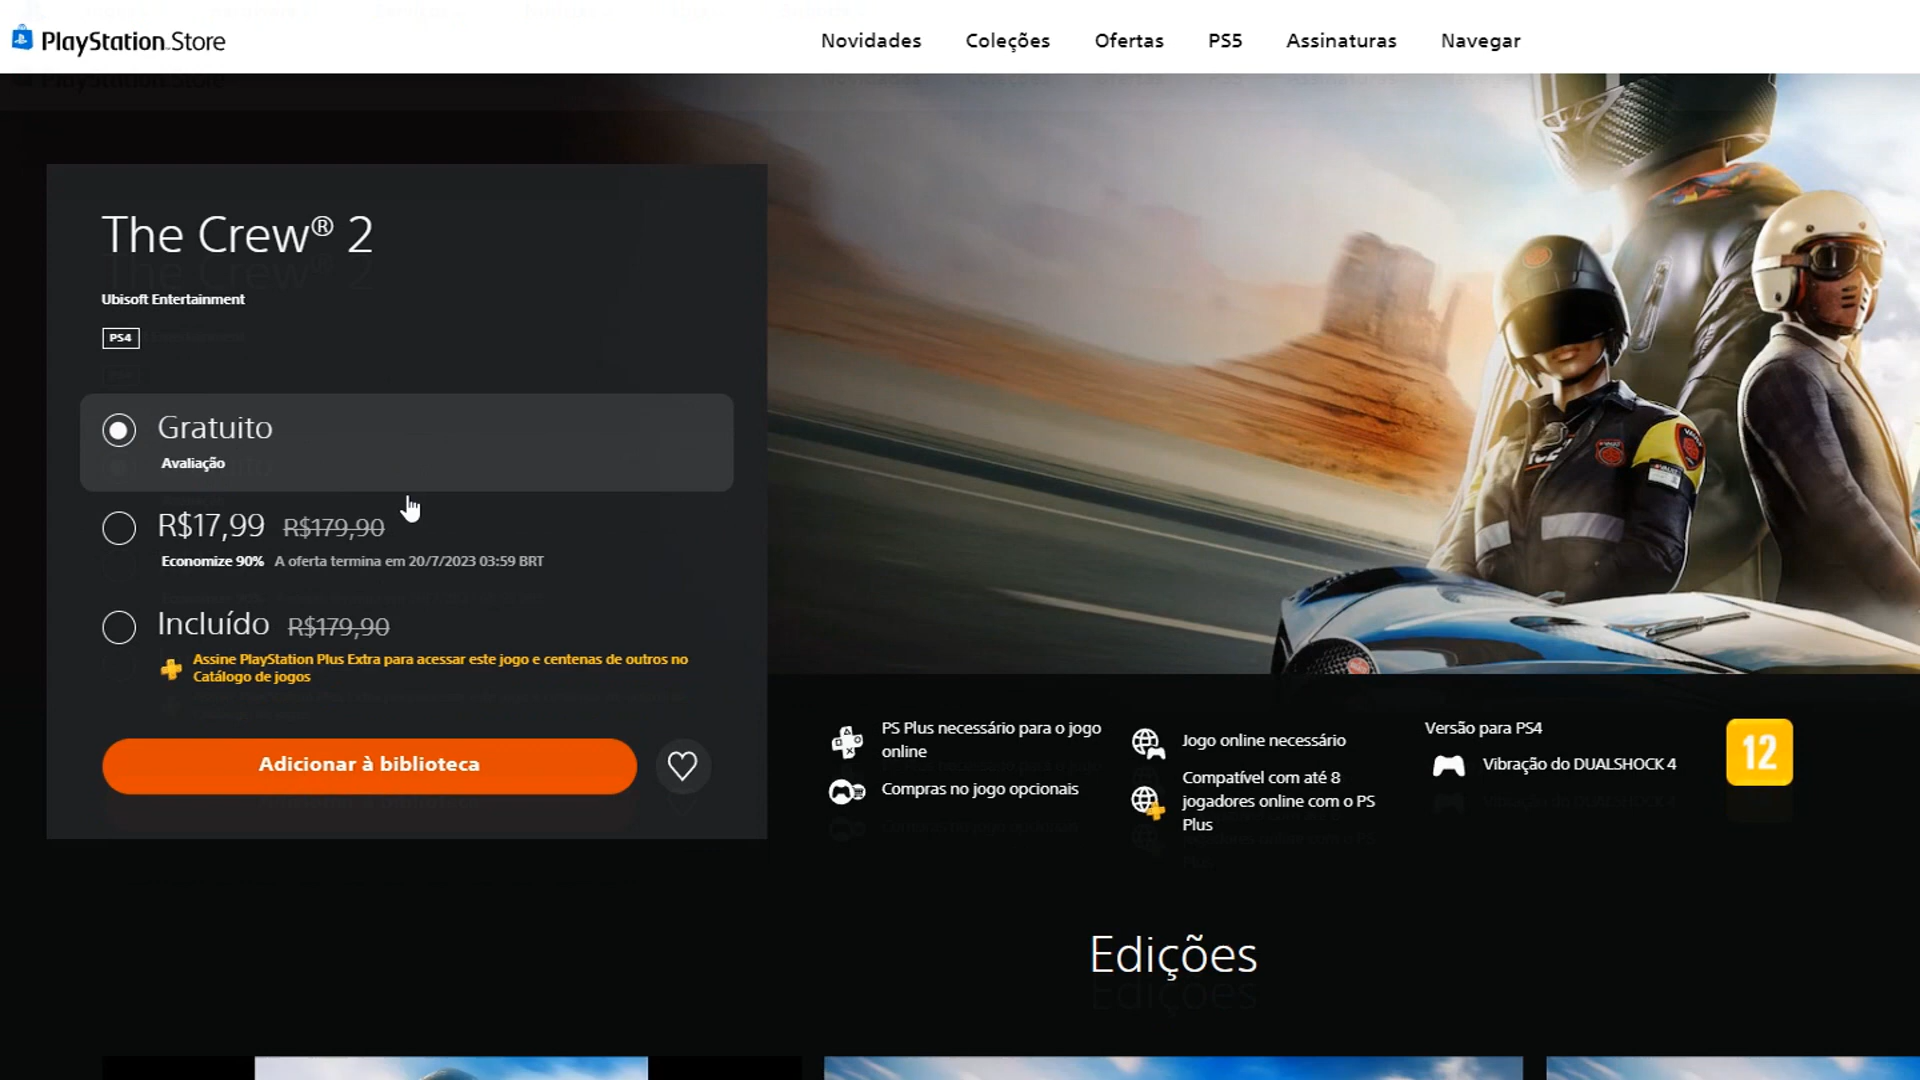 PlayStation Store
Novidades
Coleções
Ofertas
PS5
Assinaturas
Navegar
The Crew® 2
Ubisoft Entertainment
PS4
Gratuito
Avaliação
R$17,99 R$179,90
Economize 90% A oferta termina em 20/7/2023 03:59 BRT
Incluído R$179,90
Assine PlayStation Plus Extra para acessar este jogo e centenas de outros no
Catálogo de jogos
Adicionar à biblioteca
PS Plus necessário para o jogo
online
Compras no jogo opcionais
Jogo online necessário
Compatível com até 8
jogadores online com o PS
Plus
Versão para PS4
Vibração do DUALSHOCK 4
12
Edições